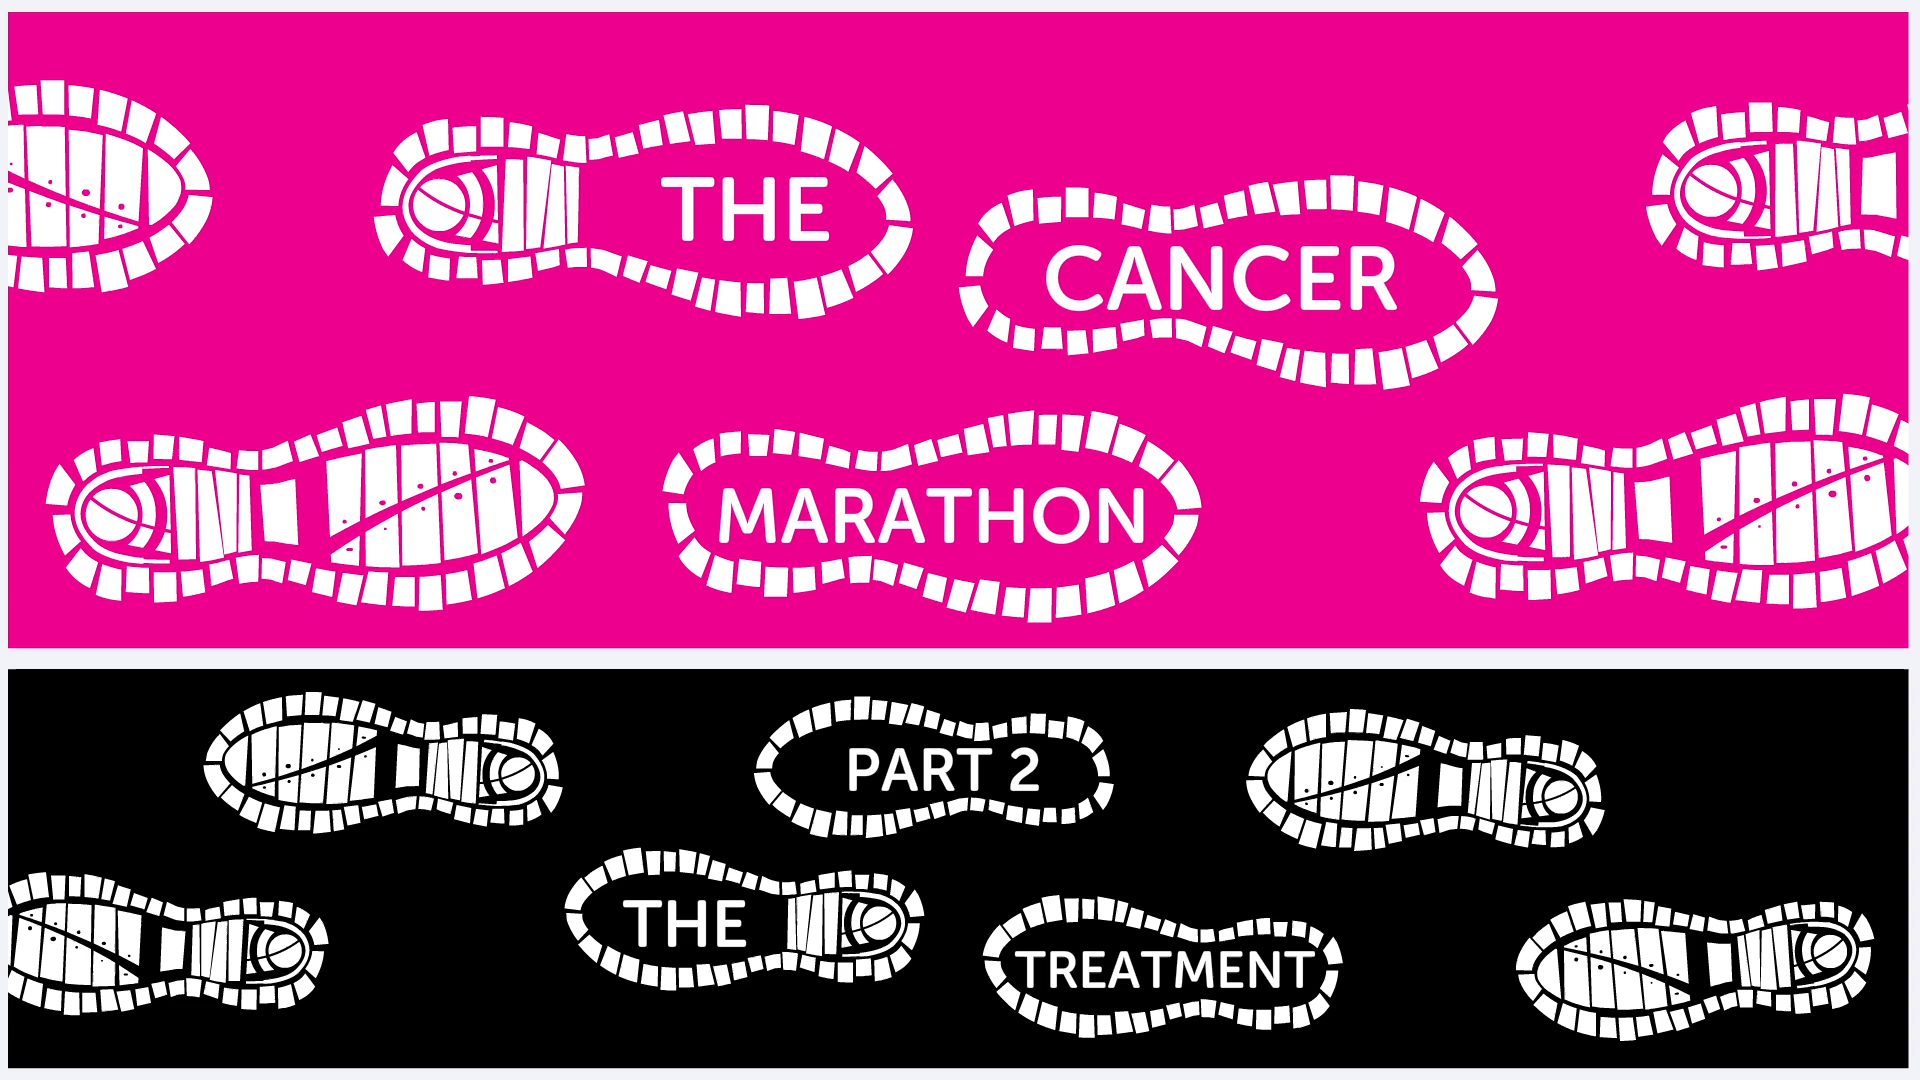 THE
CANCER
MARATHON
PART 2
THE
TREATMENT